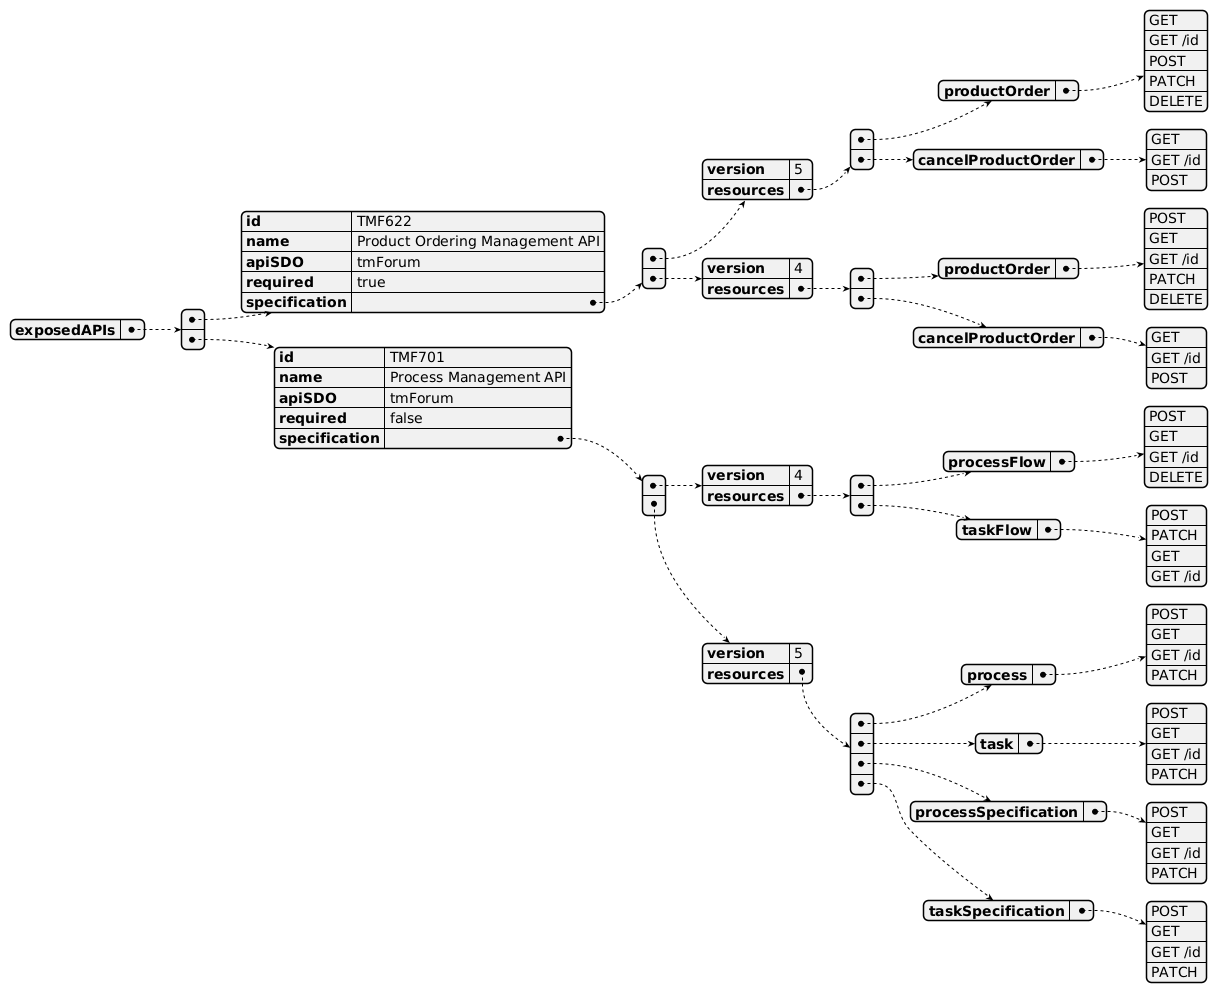 exposedAPIs
id TMF622
name Product Ordering Management API
apiSDO tmForum
required true
specification
version 5
resources
productOrder
GET
GET /id
POST
PATCH
DELETE
cancelProductOrder
GET
GET /id
POST
version 4
resources
productOrder
POST
GET
GET /id
PATCH
DELETE
cancelProductOrder
GET
GET /id
POST
id TMF701
name Process Management API
apiSDO tmForum
required false
specification
version 4
resources
processFlow
POST
GET
GET /id
DELETE
taskFlow
POST
PATCH
GET
GET /id
version 5
resources
process
POST
GET
GET /id
PATCH
task
POST
GET
GET /id
PATCH
processSpecification
POST
GET
GET /id
PATCH
taskSpecification
POST
GET
GET /id
PATCH